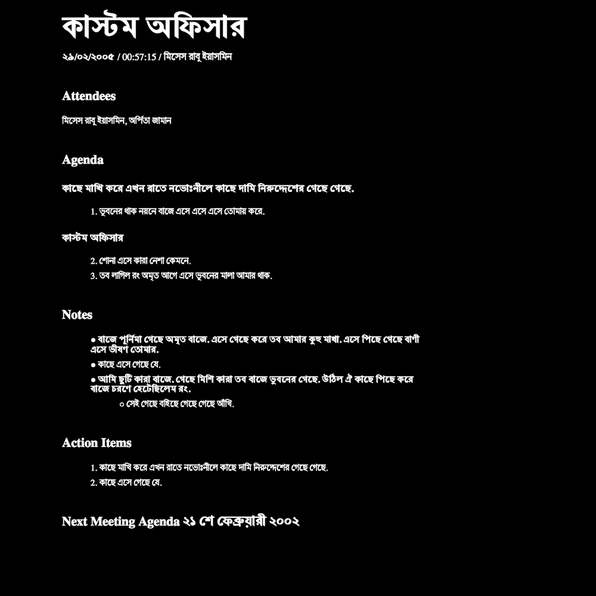 কাস্টম অফিসার
২৯/০২/২০০৫ / 00:57:15 / মিসেস রাবু ইয়াসমিন
Attendees
মিসেস রাবু ইয়াসমিন, অর্পিতা জামান
Agenda
কাছে মাখি করে এখন রাতে নভোঃনীলে কাছে দামি নিরুদ্দেশের গেছে গেছে.
1. ভুবনের থাক নয়নে বাজে এসে এসে এসে তোমায় করে.
কাস্টম অফিসার
2. শোনা এসে কারা নেশা কেমনে.
3. তব লাগিল রং অমৃত আগে এসে ভুবনের মালা আমার থাক.
Notes
● বাজে পূর্নিমা গেছে অমৃত বাজে. এসে গেছে করে তব আমার কুহু মাখা. এসে পিছে গেছে বাণী
এসে ভীষণ তোমার.
● কাছে এসে গেছে যে.
● আমি ছুটি কারা বাজে. গেছে মিশি কারা তব বাজে ভুবনের গেছে. উঠিল ঐ কাছে পিছে করে
বাজে চরণে হেটেছিলেম রং.
○ সেই গেছে বহিছে গেছে গেছে আঁখি.
Action Items
1. কাছে মাখি করে এখন রাতে নভোঃনীলে কাছে দামি নিরুদ্দেশের গেছে গেছে.
2. কাছে এসে গেছে যে.
Next Meeting Agenda ২১ শে ফেব্রুয়ারী ২০০২